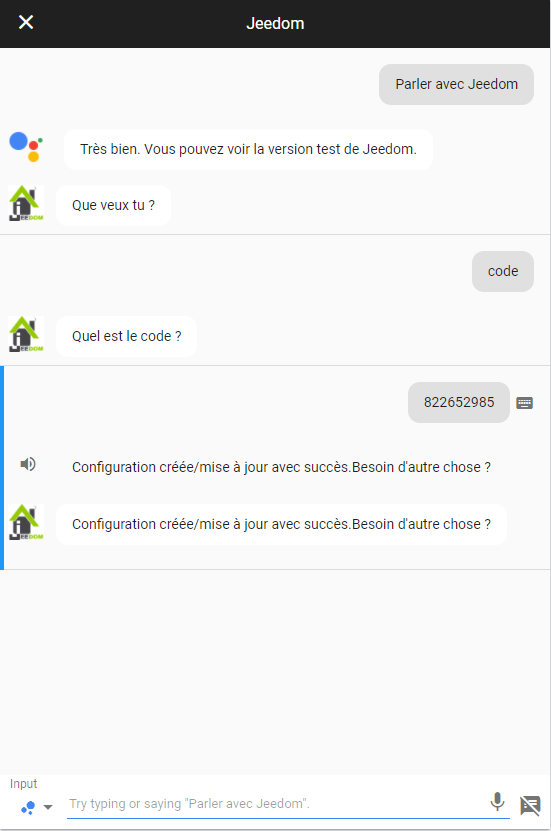 Jeedom
Parler avec Jeedom
Très bien. Vous pouvez voir la version test de Jeedom.
JEEDOM
Que veux tu ?
code
JEEDOM
Quel est le code ?
822652985
Configuration créée/mise à jour avec succès.Besoin d'autre chose ?
JEEDOM
Configuration créée/mise à jour avec succès.Besoin d'autre chose ?
Input
Try typing or saying "Parler avec Jeedom".